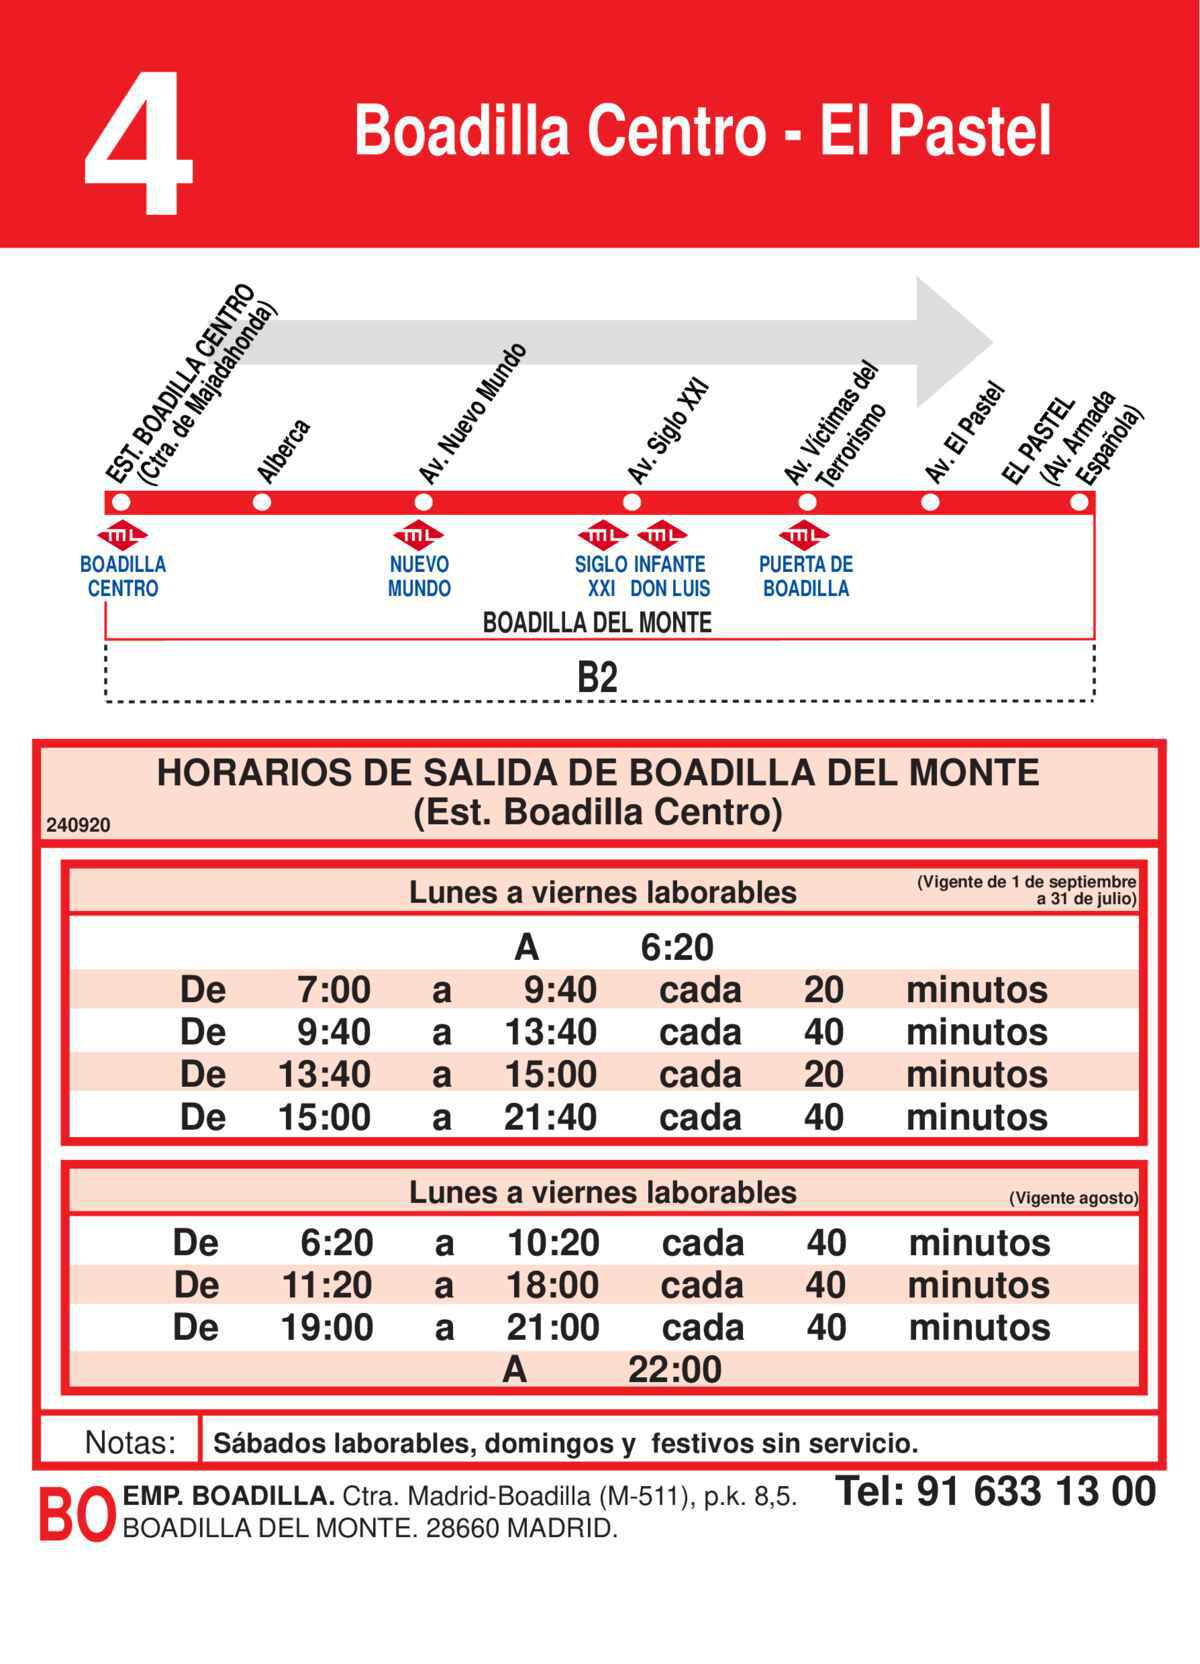 4
Boadilla Centro - El Pastel
EST. BOADILLA CENTRO
(Ctra. de Majadahonda)
Alberca
Av. Nuevo Mundo
Av. Siglo XXI
Av. Víctimas del
Terrorismo
Av. El Pastel
EL PASTEL
(Av. Armada
Española)
ML
BOADILLA
CENTRO
ML
NUEVO
MUNDO
ML
SIGLO
XXI
ML
INFANTE
DON LUIS
ML
PUERTA DE
BOADILLA
BOADILLA DEL MONTE
B2
HORARIOS DE SALIDA DE BOADILLA DEL MONTE
(Est. Boadilla Centro)
240920
Lunes a viernes laborables
(Vigente de 1 de septiembre
a 31 de julio)
A 6:20
De 7:00 a 9:40 cada 20 minutos
De 9:40 a 13:40 cada 40 minutos
De 13:40 a 15:00 cada 20 minutos
De 15:00 a 21:40 cada 40 minutos
Lunes a viernes laborables (Vigente agosto)
De 6:20 a 10:20 cada 40 minutos
De 11:20 a 18:00 cada 40 minutos
De 19:00 a 21:00 cada 40 minutos
A 22:00
Notas: Sábados laborables, domingos y festivos sin servicio.
BO
EMP. BOADILLA. Ctra. Madrid-Boadilla (M-511), p.k. 8,5.
BOADILLA DEL MONTE. 28660 MADRID.
Tel: 91 633 13 00